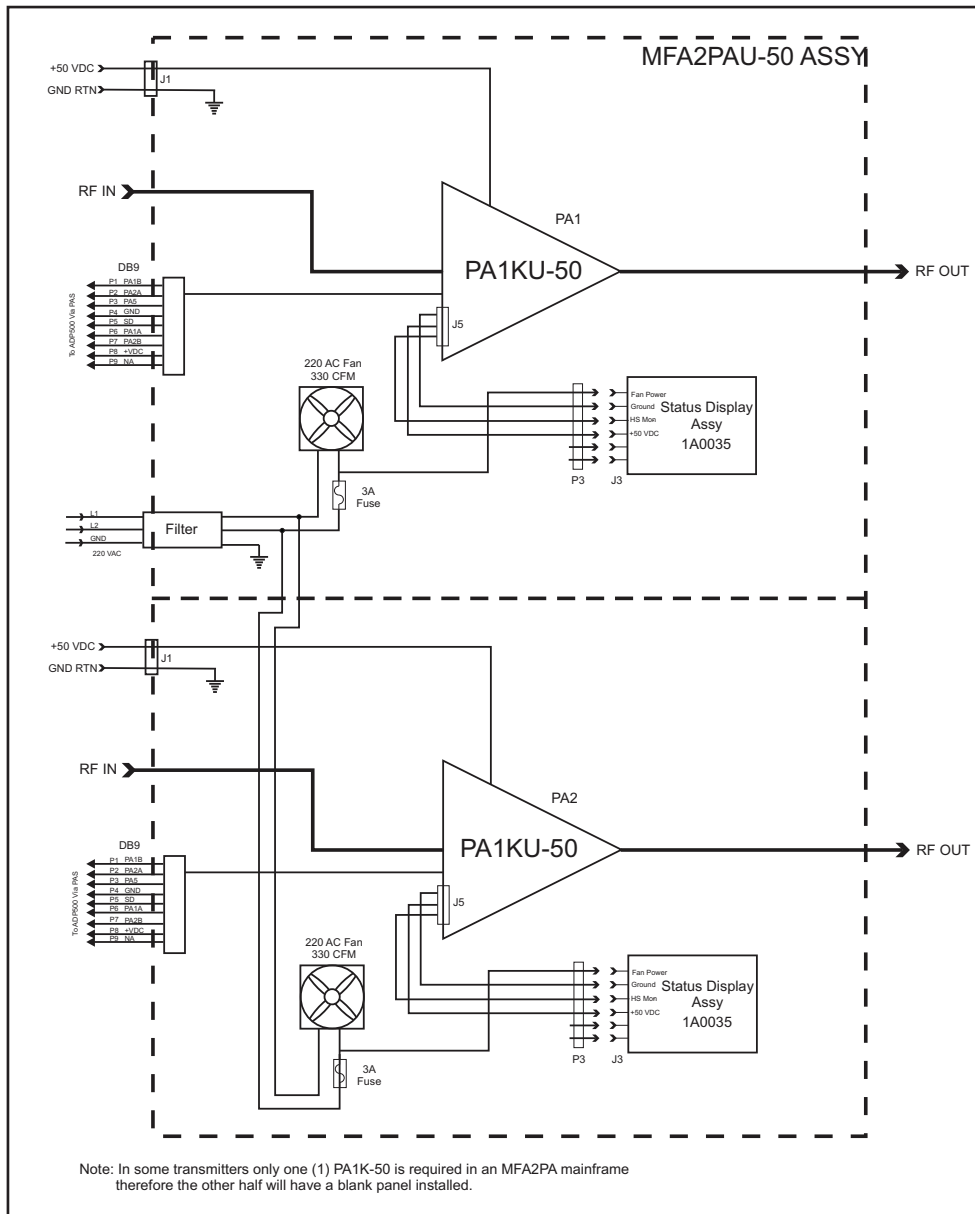 MFA2PAU-50 ASSY
+50 VDC
J1
GND RTN
RF IN
PA1
PA1KU-50
RF OUT
DB9
To ADP500 Via PAS
P1 PA1B
P2 PA2A
P3 PA5
P4 GND
P5 SD
P6 PA1A
P7 PA2B
P8 +VDC
P9 NA
J5
220 AC Fan
330 CFM
Fan Power
Ground
HS Mon
+50 VDC
Status Display
Assy
1A0035
P3
J3
3A
Fuse
L1
L2
GND
220 VAC
Filter
+50 VDC
J1
GND RTN
RF IN
PA2
PA1KU-50
RF OUT
DB9
To ADP500 Via PAS
P1 PA1B
P2 PA2A
P3 PA5
P4 GND
P5 SD
P6 PA1A
P7 PA2B
P8 +VDC
P9 NA
J5
220 AC Fan
330 CFM
Fan Power
Ground
HS Mon
+50 VDC
Status Display
Assy
1A0035
P3
J3
3A
Fuse
Note: In some transmitters only one (1) PA1K-50 is required in an MFA2PA mainframe
therefore the other half will have a blank panel installed.